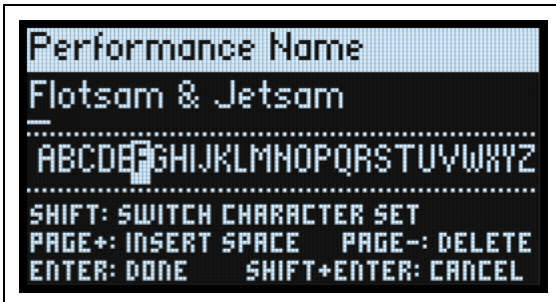 Performance Name
Flotsam & Jetsam
ABCDEFGHIJKLMNOPQRSTUVWXYZ
SHIFT: SWITCH CHARACTER SET
PAGE+: INSERT SPACE PAGE-: DELETE
ENTER: DONE SHIFT+ENTER: CANCEL